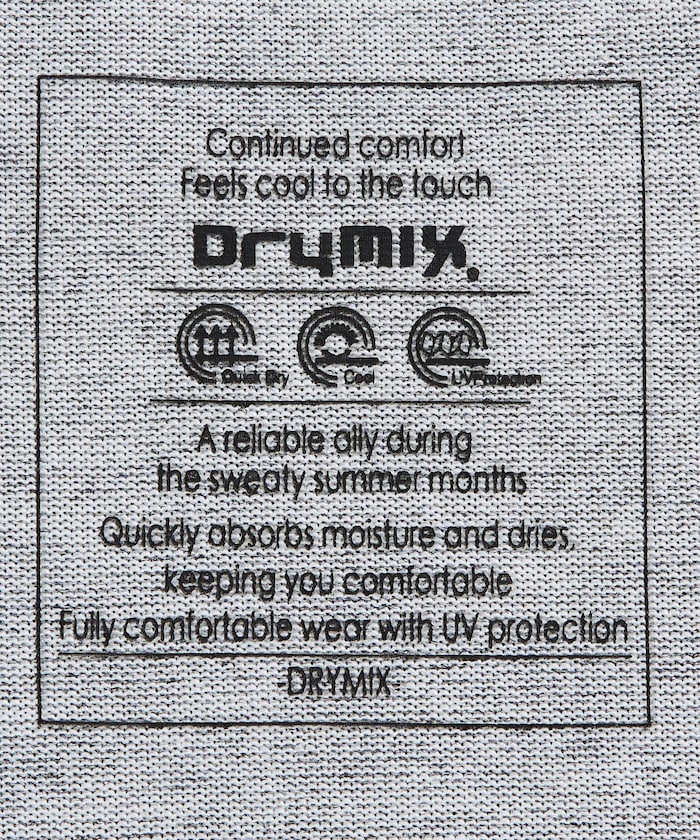 Continued comfort
Feels cool to the touch
DryMIX.
Quick Dry Cool UV Protection
A reliable ally during
the sweaty summer months
Quickly absorbs moisture and dries,
keeping you comfortable
Fully comfortable wear with UV protection
-DRYMIX-